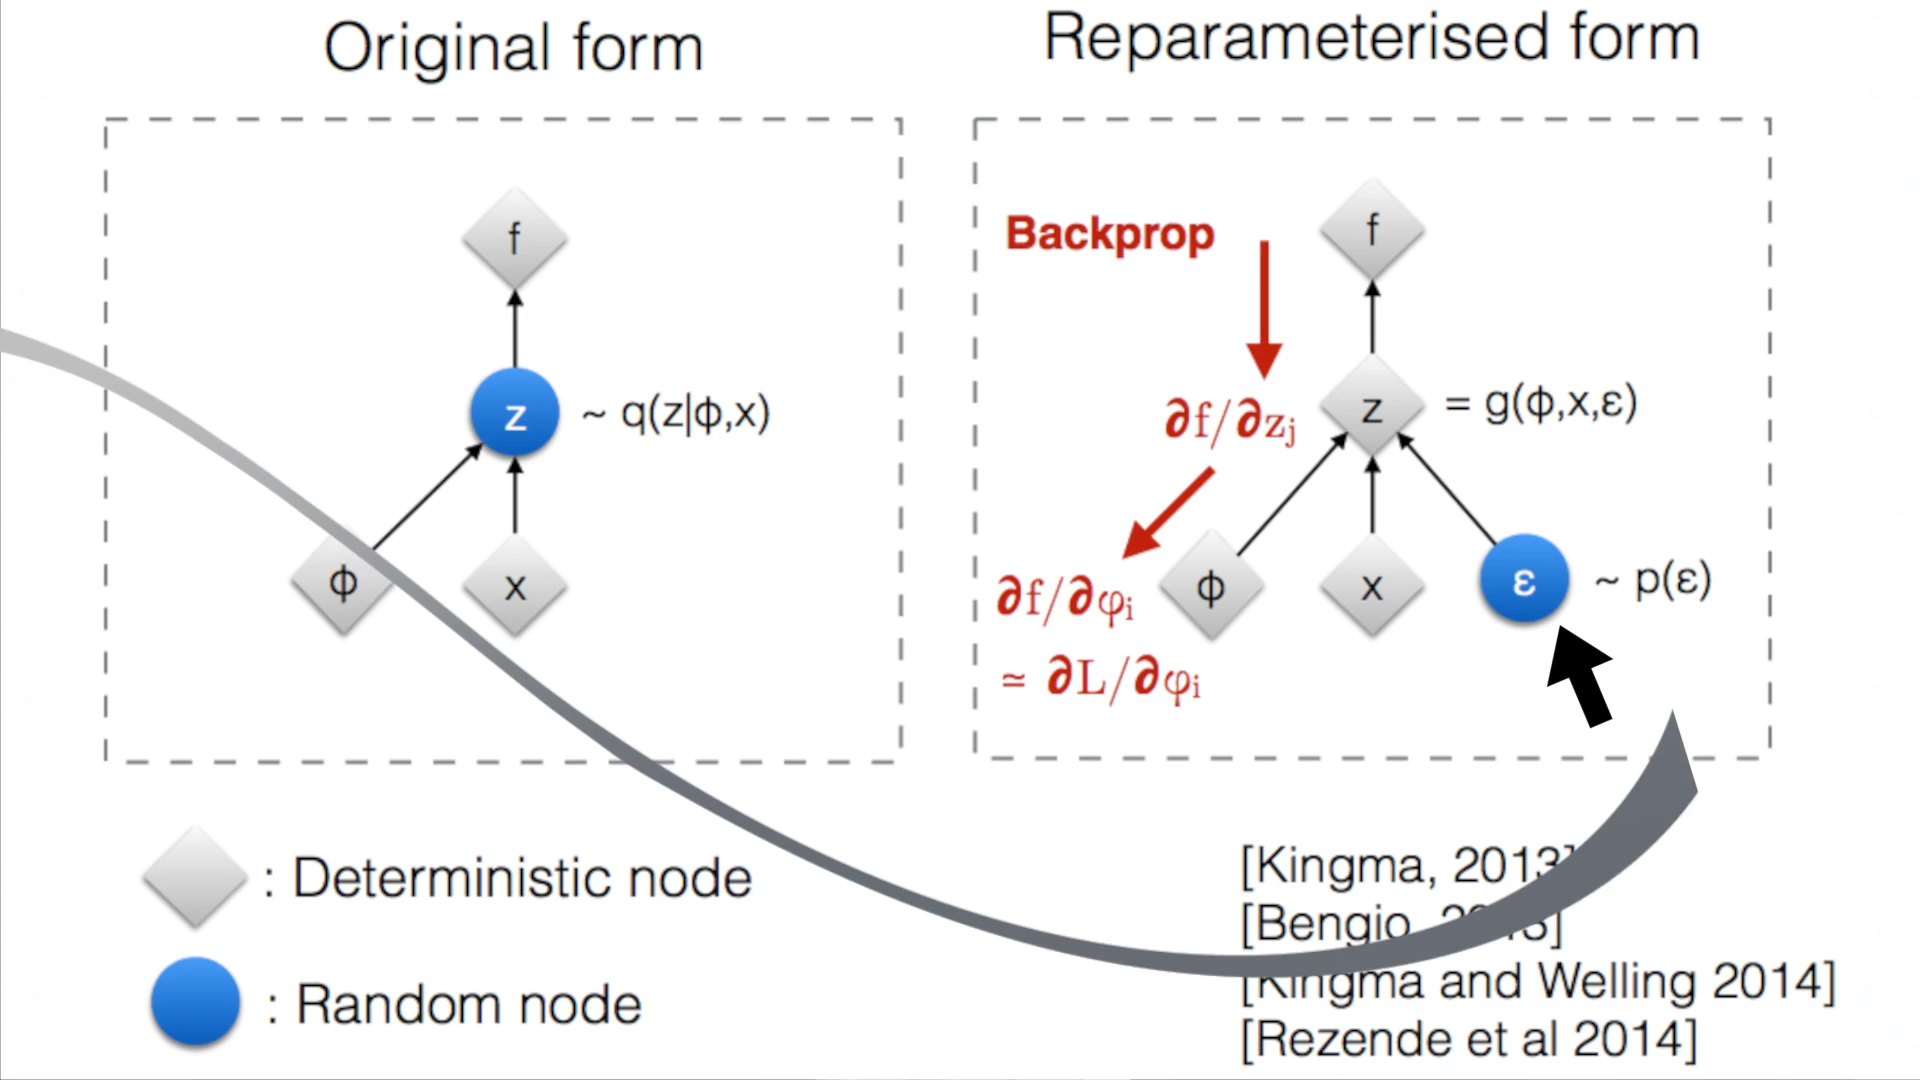 Original form
Reparameterised form
f
z
~ q(z|ϕ,x)
ϕ
x
Backprop
f
∂f/∂zj
z
= g(ϕ,x,ε)
∂f/∂φi
≃ ∂L/∂φi
ϕ
x
ε
~ p(ε)
: Deterministic node
: Random node
[Kingma, 2013]
[Bengio,
[Kingma and Welling 2014]
[Rezende et al 2014]